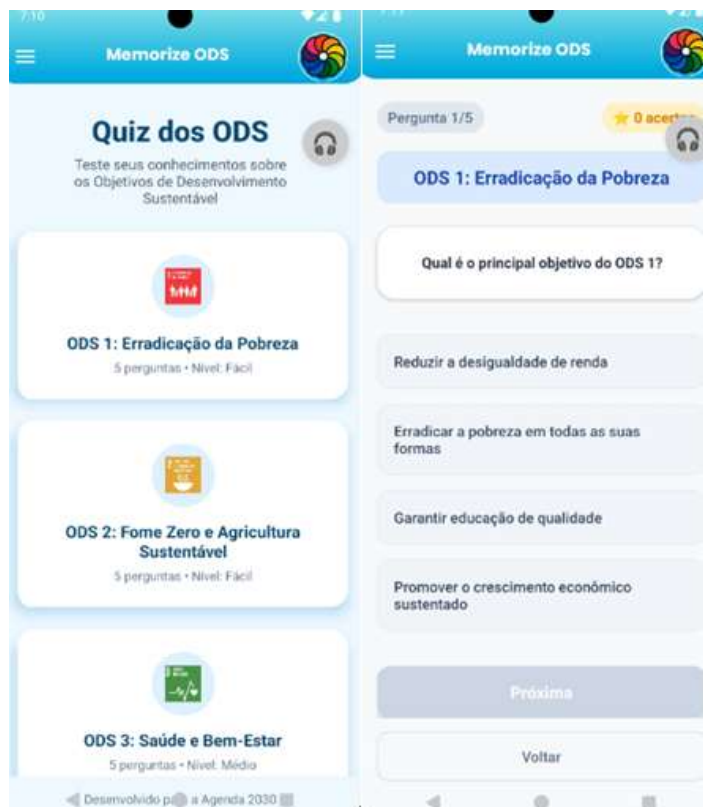 7:10
Memorize ODS
Quiz dos ODS
Teste seus conhecimentos sobre
os Objetivos de Desenvolvimento
Sustentável
ODS 1: Erradicação da Pobreza
5 perguntas • Nível: Fácil
ODS 2: Fome Zero e Agricultura
Sustentável
5 perguntas • Nível: Fácil
ODS 3: Saúde e Bem-Estar
5 perguntas • Nível: Médio
Desenvolvido a Agenda 2030
Memorize ODS
Pergunta 1/5
0
ODS 1: Erradicação da Pobreza
Qual é o principal objetivo do ODS 1?
Reduzir a desigualdade de renda
Erradicar a pobreza em todas as suas
formas
Garantir educação de qualidade
Promover o crescimento econômico
sustentado
Próxima
Voltar